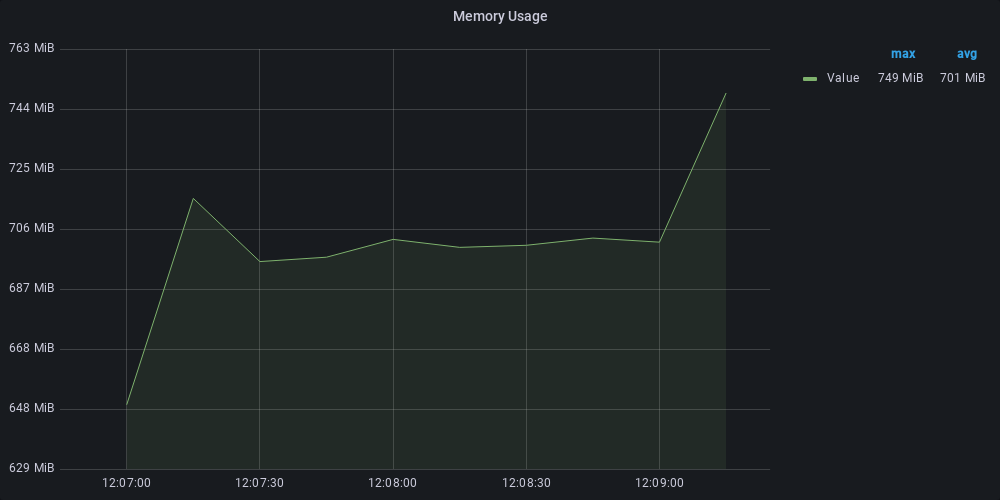 Memory Usage
763 MiB
744 MiB
725 MiB
706 MiB
687 MiB
668 MiB
648 MiB
629 MiB
12:07:00 12:07:30 12:08:00 12:08:30 12:09:00
max avg
Value 749 MiB 701 MiB